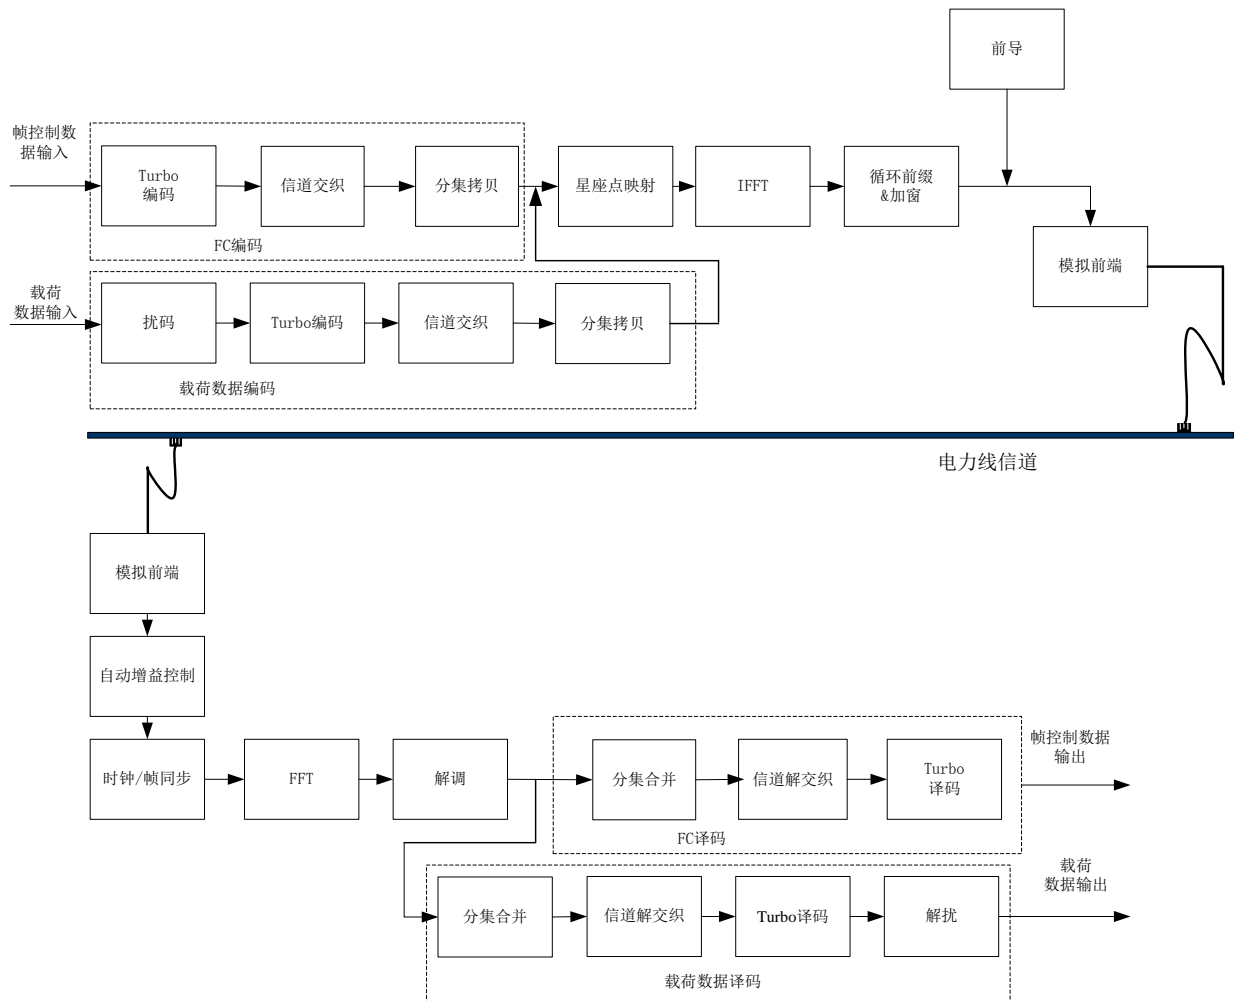 前导
帧控制数
据输入
Turbo
编码
信道交织
分集拷贝
星座点映射
IFFT
循环前缀
&加窗
FC编码
模拟前端
载荷
数据输入
扰码
Turbo编码
信道交织
分集拷贝
载荷数据编码
电力线信道
模拟前端
自动增益控制
时钟/帧同步
FFT
解调
分集合并
信道解交织
Turbo
译码
帧控制数据
输出
FC译码
分集合并
信道解交织
Turbo译码
解扰
载荷
数据输出
载荷数据译码